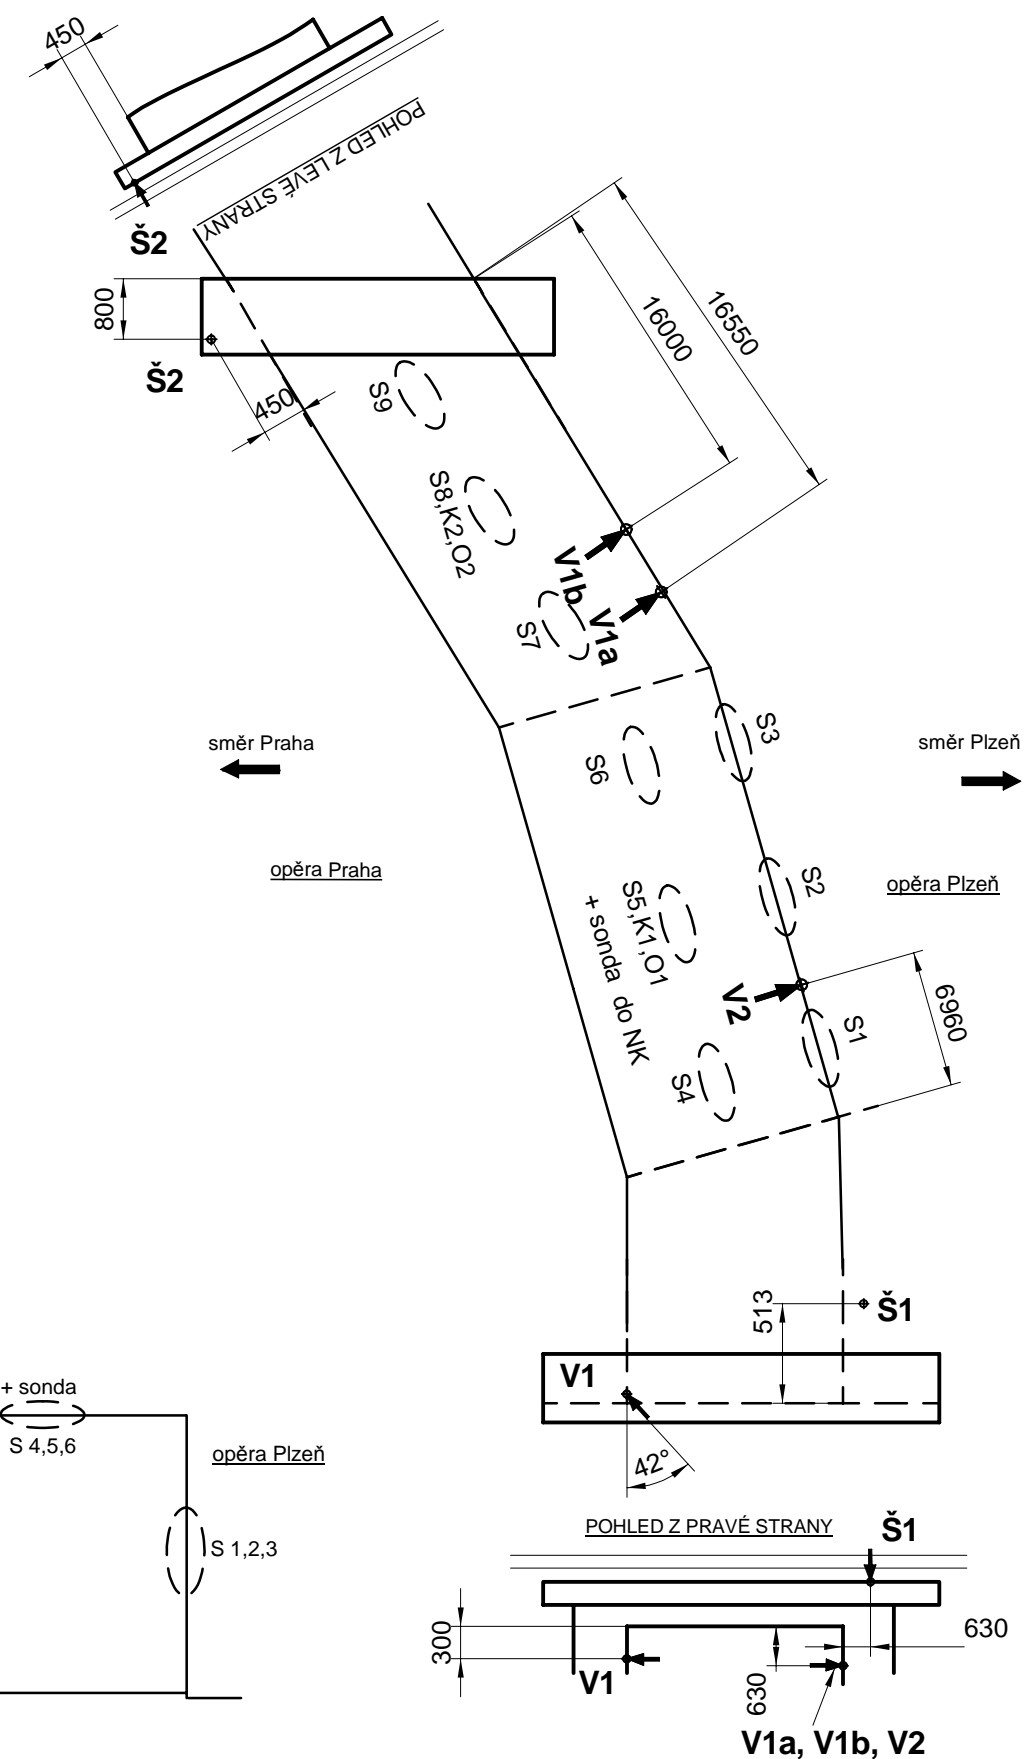 450
POHLED Z LEVÉ STRANY
Š2
800
Š2
450
16000
16550
S9
S8,K2,O2
V1b
V1a
S7
směr Praha
S6
S3
směr Plzeň
opěra Praha
S5,K1,O1
+ sonda do NK
S2
opěra Plzeň
V2
S1
6960
S4
513
Š1
V1
42°
+ sonda
S 4,5,6
opěra Plzeň
S 1,2,3
POHLED Z PRAVÉ STRANY
Š1
300
V1
630
630
V1a, V1b, V2